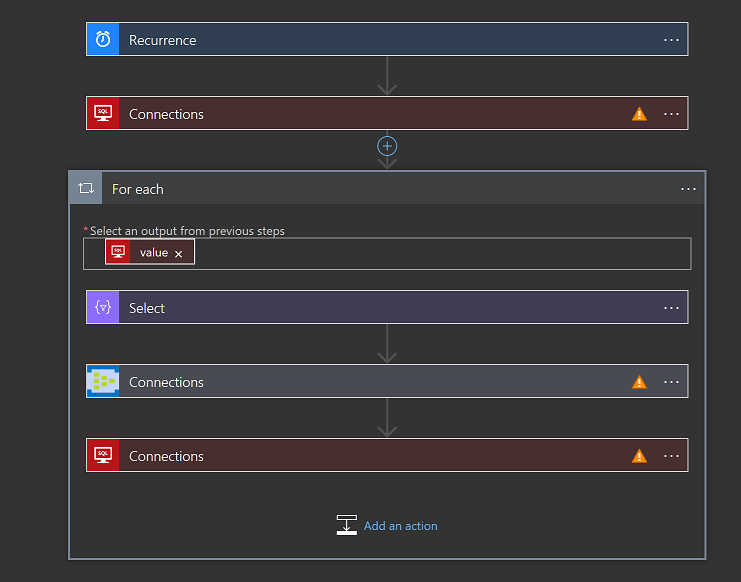 Recurrence
SQL
Connections
For each
* Select an output from previous steps
SQL
value
Select
Connections
SQL
Connections
Add an action